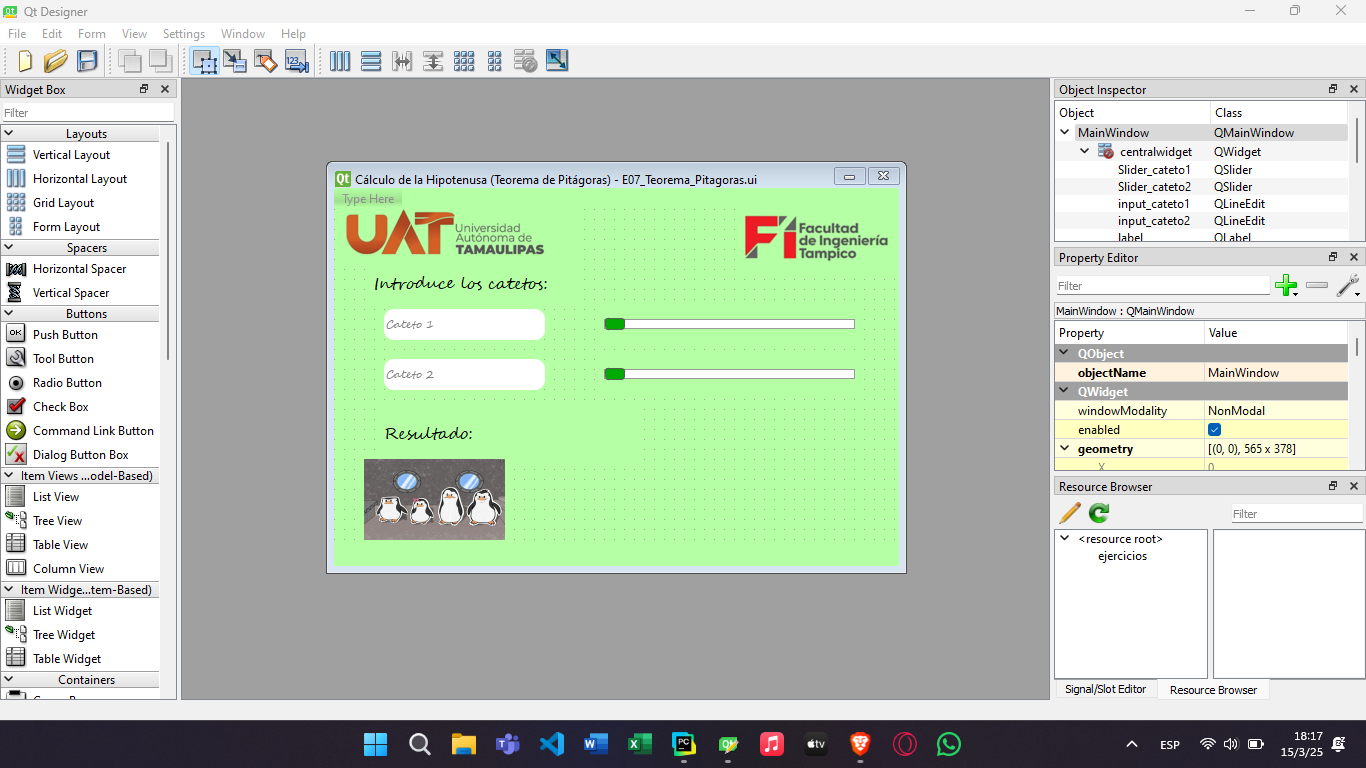 Qt Designer
File Edit Form View Settings Window Help
Widget Box
Filter
Layouts
Vertical Layout
Horizontal Layout
Grid Layout
Form Layout
Spacers
Horizontal Spacer
Vertical Spacer
Buttons
OK Push Button
Tool Button
Radio Button
Check Box
Command Link Button
Dialog Button Box
Item Views ...odel-Based)
List View
Tree View
Table View
Column View
Item Widge...tem-Based)
List Widget
Tree Widget
Table Widget
Containers
Qt Cálculo de la Hipotenusa (Teorema de Pitágoras) - E07_Teorema_Pitagoras.ui
Type Here
UAT Universidad
Autónoma de
TAMAULIPAS
Facultad
de Ingeniería
Tampico
Introduce los catetos:
Cateto 1
Cateto 2
Resultado:
Object Inspector
Object Class
MainWindow QMainWindow
centralwidget QWidget
Slider_cateto1 QSlider
Slider_cateto2 QSlider
input_cateto1 QLineEdit
input_cateto2 QLineEdit
label QLabel
Property Editor
Filter
MainWindow : QMainWindow
Property Value
QObject
objectName MainWindow
QWidget
windowModality NonModal
enabled
geometry [(0, 0), 565 x 378]
X 0
Resource Browser
Filter
<resource root>
ejercicios
Signal/Slot Editor Resource Browser
ESP
18:17
15/3/25